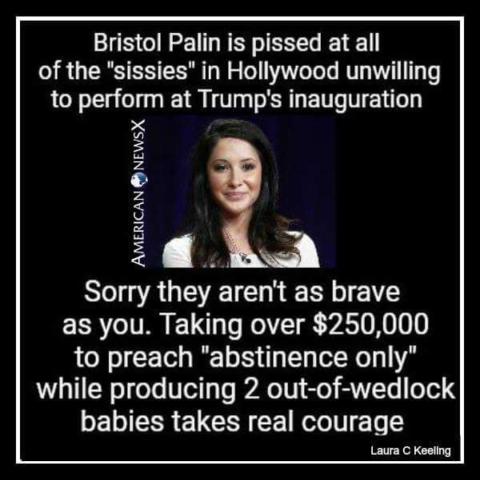 Bristol Palin is pissed at all
of the "sissies" in Hollywood unwilling
to perform at Trump's inauguration
AMERICAN NEWSX
Sorry they aren't as brave
as you. Taking over $250,000
to preach "abstinence only"
while producing 2 out-of-wedlock
babies takes real courage
Laura C Keeling